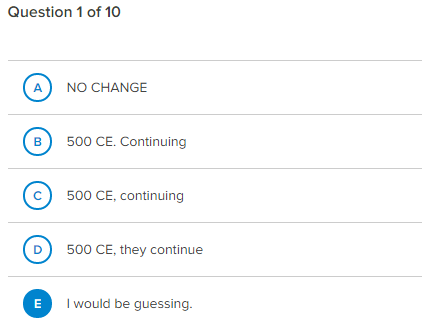 Question 1 of 10
A NO CHANGE
B 500 CE. Continuing
C 500 CE, continuing
D 500 CE, they continue
E I would be guessing.